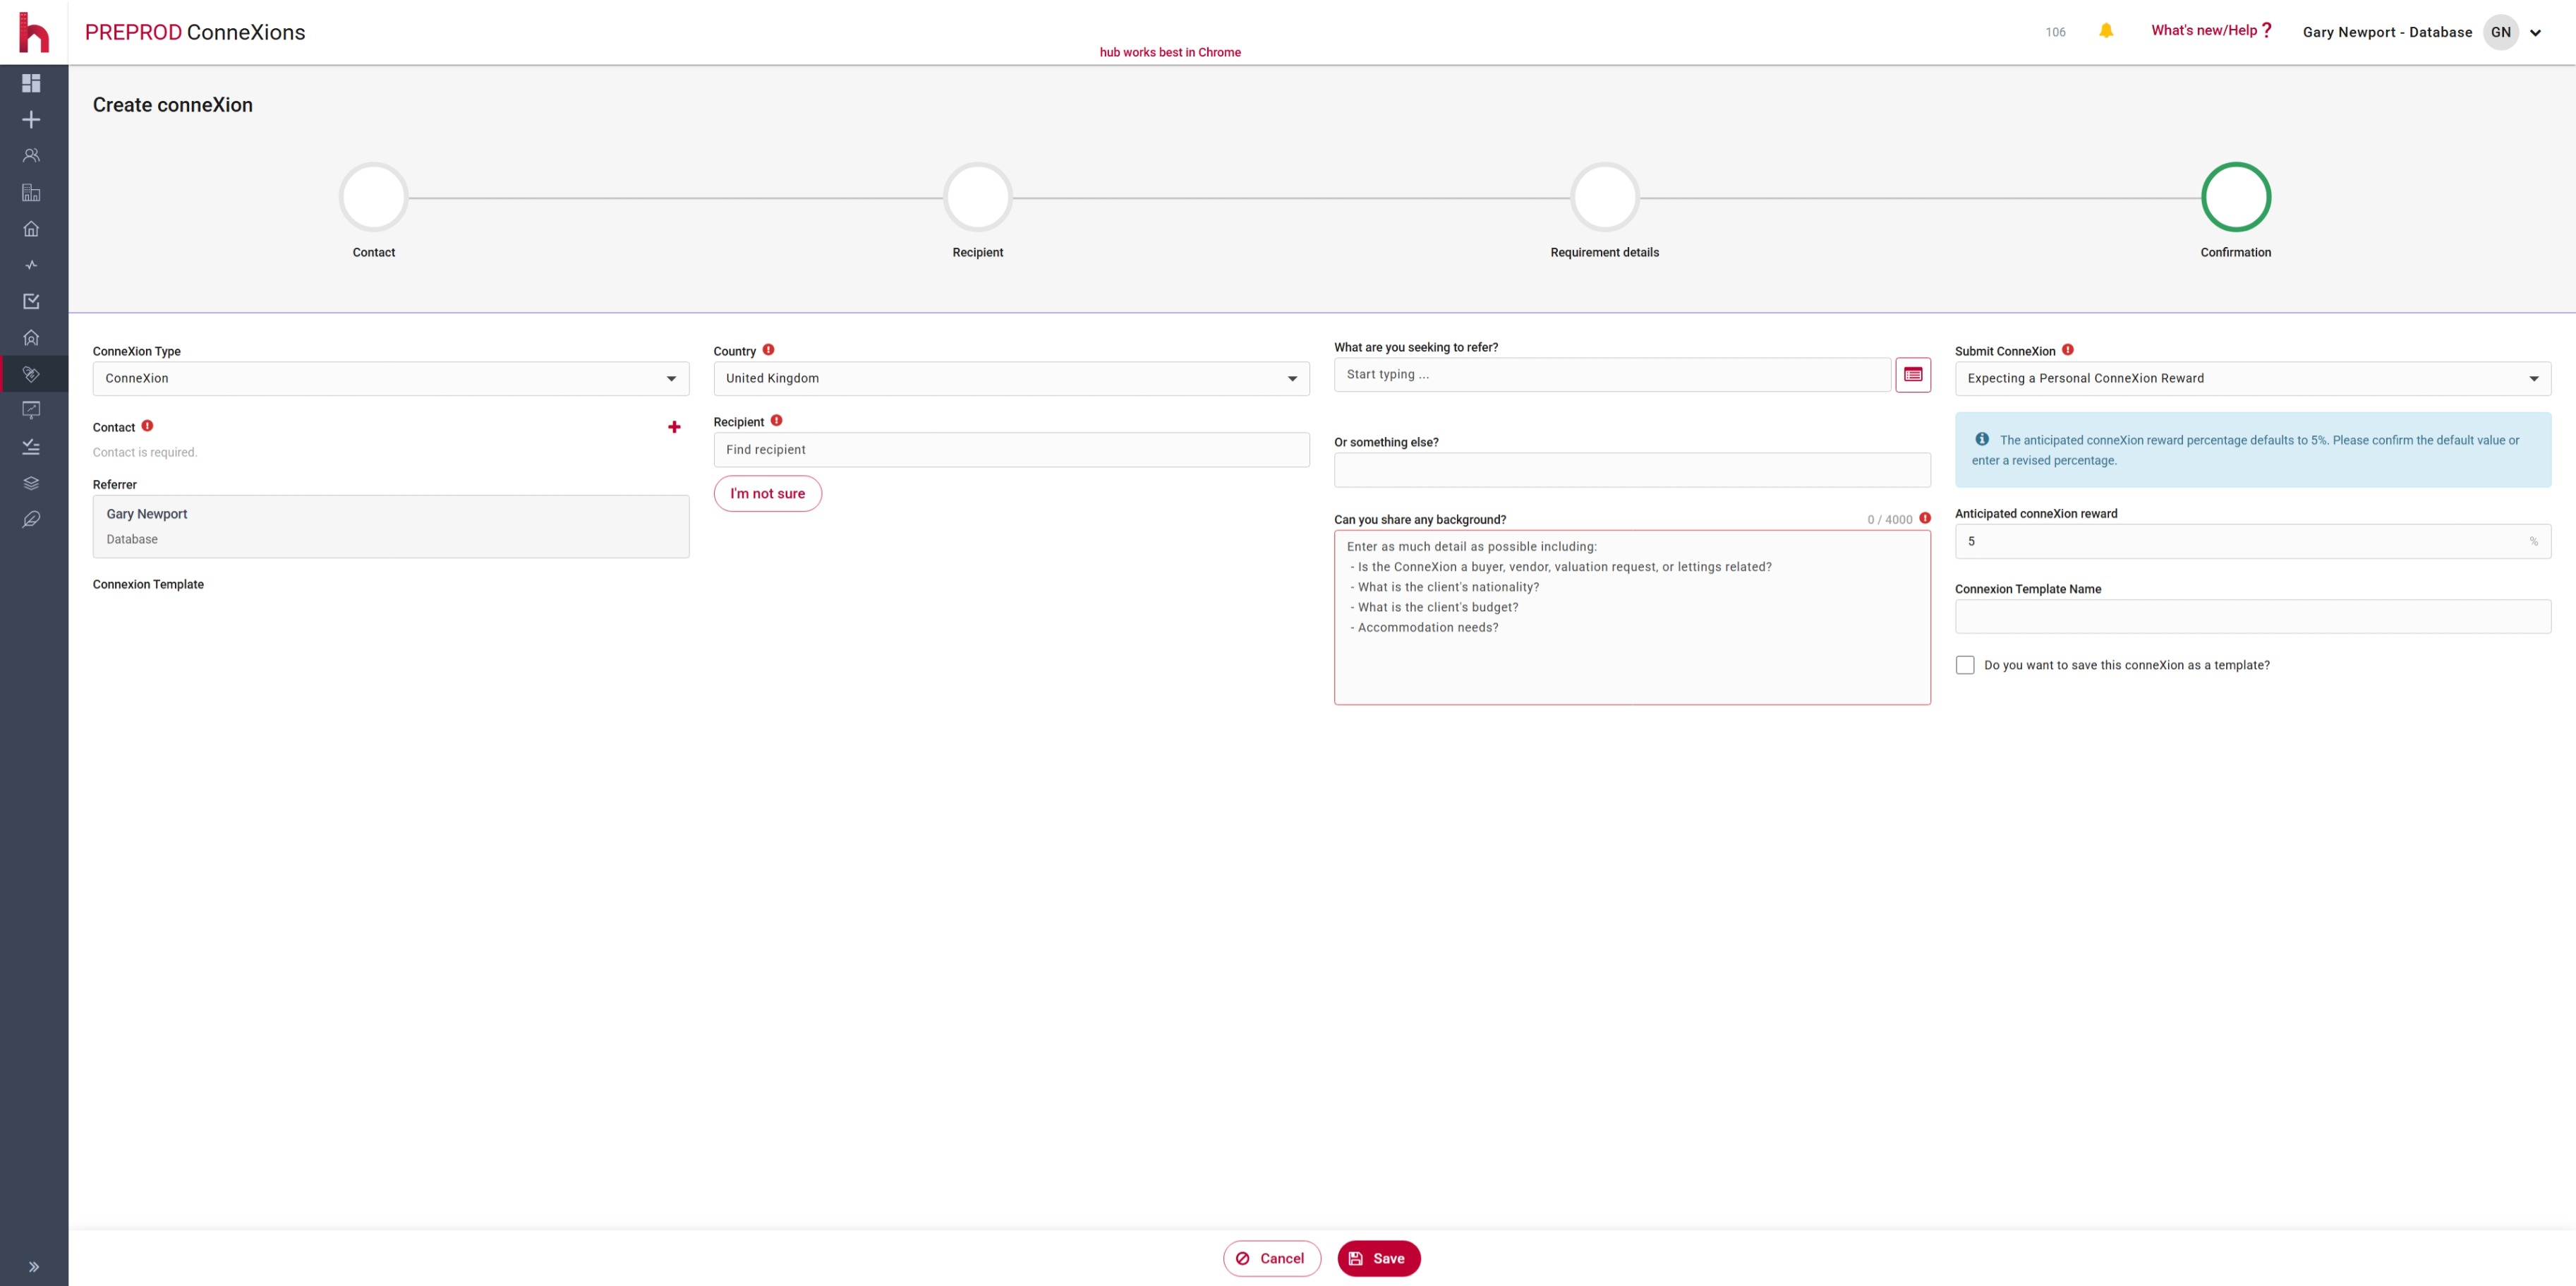 PREPROD ConneXions
hub works best in Chrome
106
What's new/Help ?
Gary Newport - Database
GN
Create conneXion
Contact
Recipient
Requirement details
Confirmation
ConneXion Type
ConneXion
Contact
Contact is required.
Referrer
Gary Newport
Database
Connexion Template
Country
United Kingdom
Recipient
Find recipient
I'm not sure
What are you seeking to refer?
Start typing ...
Or something else?
Can you share any background?
0 / 4000
Enter as much detail as possible including:
- Is the ConneXion a buyer, vendor, valuation request, or lettings related?
- What is the client's nationality?
- What is the client's budget?
- Accommodation needs?
Submit ConneXion
Expecting a Personal ConneXion Reward
The anticipated conneXion reward percentage defaults to 5%. Please confirm the default value or
enter a revised percentage.
Anticipated conneXion reward
5
%
Connexion Template Name
Do you want to save this conneXion as a template?
Cancel
Save